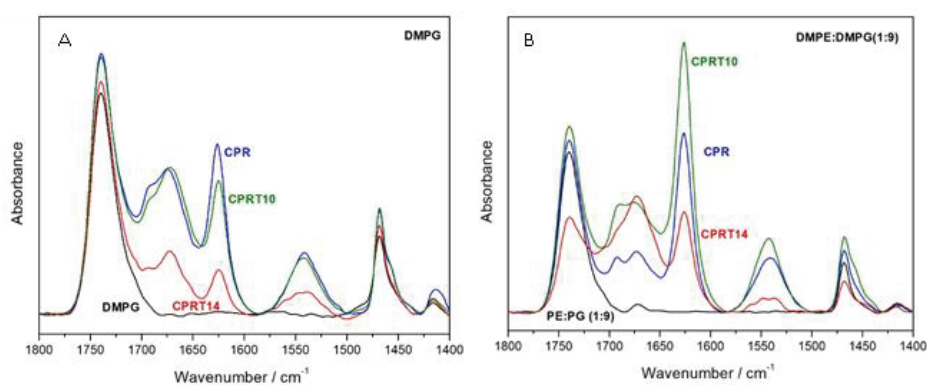 A
DMPG
CPR
CPRT10
CPRT14
DMPG
Absorbance
1800 1750 1700 1650 1600 1550 1500 1450 1400
Wavenumber / cm⁻¹
B
DMPE:DMPG(1:9)
CPRT10
CPR
CPRT14
PE:PG (1:9)
Absorbance
1800 1750 1700 1650 1600 1550 1500 1450 1400
Wavenumber / cm⁻¹